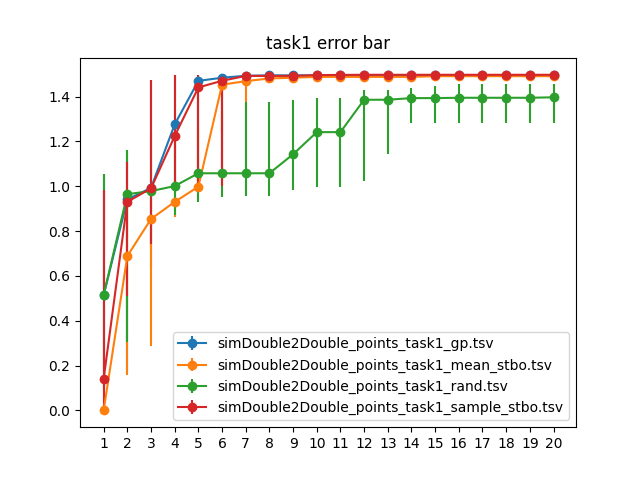 task1 error bar
1.4
1.2
1.0
0.8
0.6
0.4
0.2
0.0
simDouble2Double_points_task1_gp.tsv
simDouble2Double_points_task1_mean_stbo.tsv
simDouble2Double_points_task1_rand.tsv
simDouble2Double_points_task1_sample_stbo.tsv
1 2 3 4 5 6 7 8 9 10 11 12 13 14 15 16 17 18 19 20